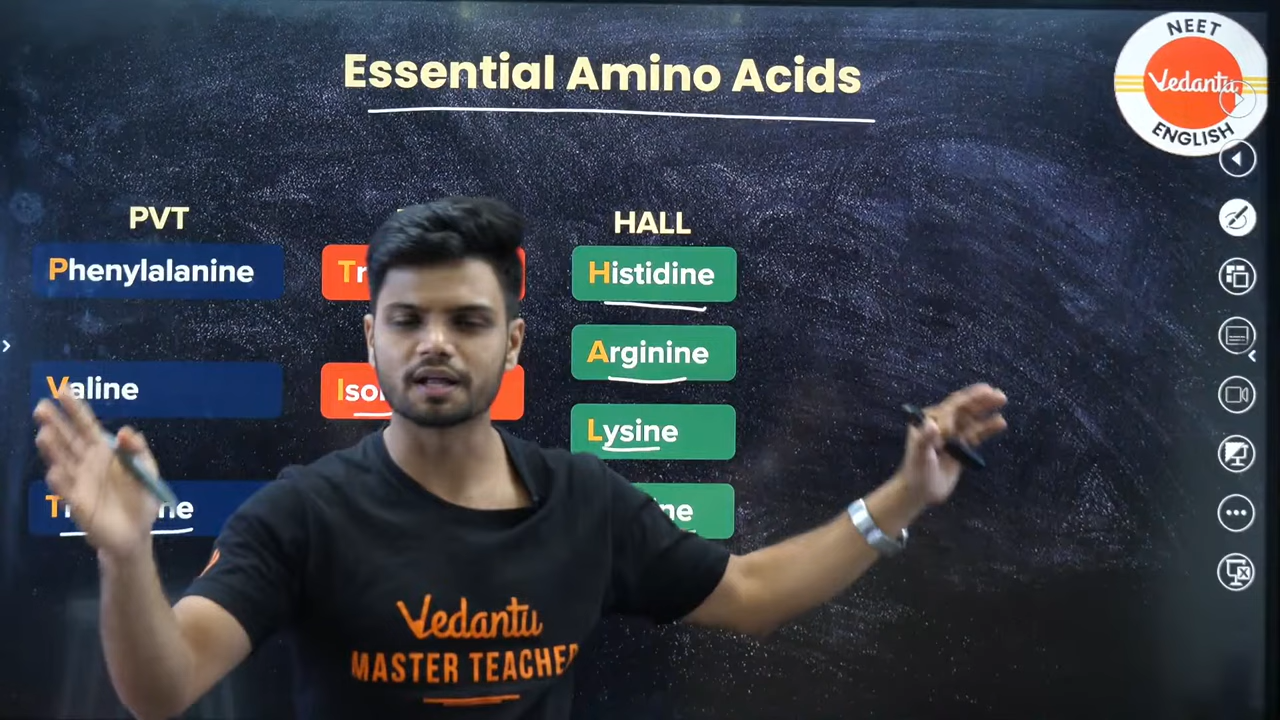 Essential Amino Acids
NEET
Vedantu
ENGLISH
PVT
HALL
Phenylalanine
Histidine
Arginine
Valine
Lysine
Vedantu
MASTER TEACHER